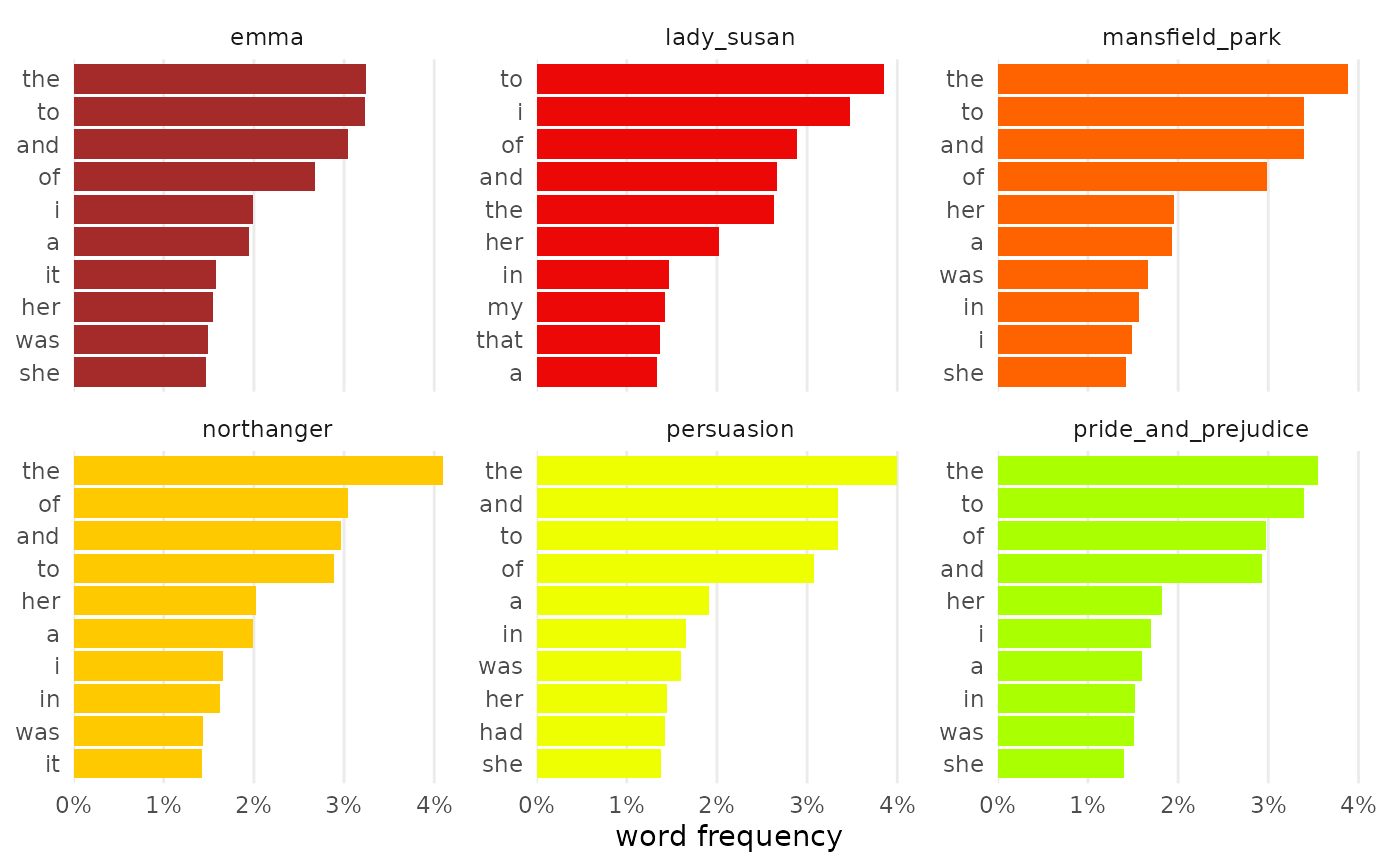 emma
the
to
and
of
i
a
it
her
was
she
lady_susan
to
i
of
and
the
her
in
my
that
a
mansfield_park
the
to
and
of
her
a
was
in
i
she
northanger
the
of
and
to
her
a
i
in
was
it
0% 1% 2% 3% 4%
persuasion
the
and
to
of
a
in
was
her
had
she
0% 1% 2% 3% 4%
pride_and_prejudice
the
to
of
and
her
i
a
in
was
she
0% 1% 2% 3% 4%
word frequency